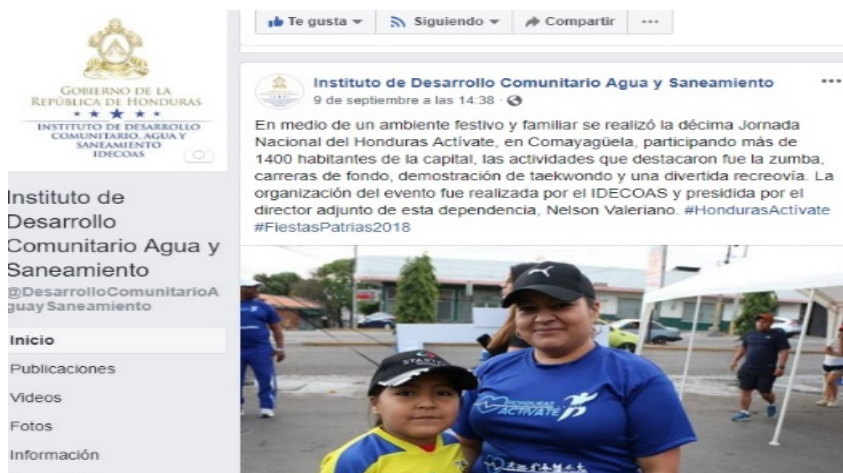 Te gusta
Siguiendo
Compartir
GOBIERNO DE LA
REPÚBLICA DE HONDURAS
INSTITUTO DE DESARROLLO
COMUNITARIO, AGUA Y
SANEAMIENTO
IDECOAS
Instituto de
Desarrollo
Comunitario Agua y
Saneamiento
@DesarrolloComunitarioA
guaySaneamiento
Inicio
Publicaciones
Videos
Fotos
Información
Instituto de Desarrollo Comunitario Agua y Saneamiento
9 de septiembre a las 14:38 ·
En medio de un ambiente festivo y familiar se realizó la décima Jornada
Nacional del Honduras Actívate, en Comayagüela, participando más de
1400 habitantes de la capital, las actividades que destacaron fue la zumba,
carreras de fondo, demostración de taekwondo y una divertida recreovía. La
organización del evento fue realizada por el IDECOAS y presidida por el
director adjunto de esta dependencia, Nelson Valeriano. #HondurasActívate
#FiestasPatrias2018
HONDURAS
ACTÍVATE